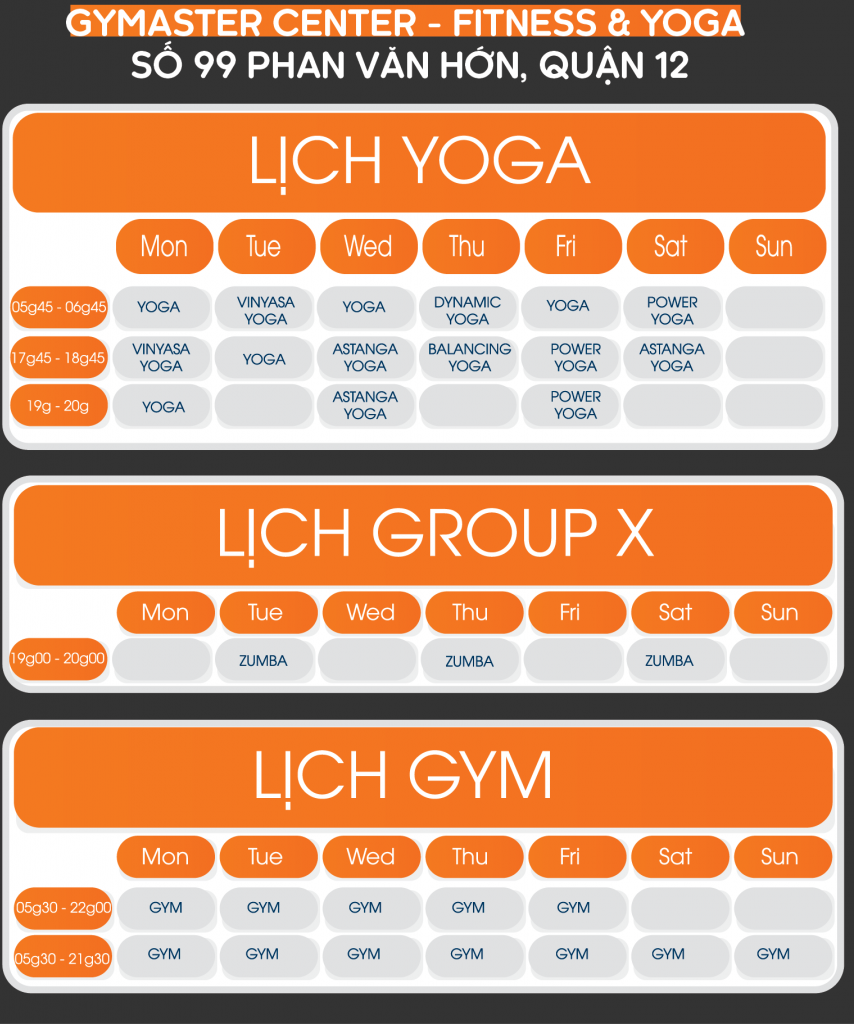 GYMASTER CENTER - FITNESS & YOGA
SỐ 99 PHAN VĂN HỚN, QUẬN 12
LỊCH YOGA
Mon Tue Wed Thu Fri Sat Sun
05g45 - 06g45 YOGA VINYASA YOGA YOGA DYNAMIC YOGA YOGA POWER YOGA
17g45 - 18g45 VINYASA YOGA YOGA ASTANGA YOGA BALANCING YOGA POWER YOGA ASTANGA YOGA
19g - 20g YOGA ASTANGA YOGA POWER YOGA
LỊCH GROUP X
Mon Tue Wed Thu Fri Sat Sun
19g00 - 20g00 ZUMBA ZUMBA ZUMBA
LỊCH GYM
Mon Tue Wed Thu Fri Sat Sun
05g30 - 22g00 GYM GYM GYM GYM GYM
05g30 - 21g30 GYM GYM GYM GYM GYM GYM GYM